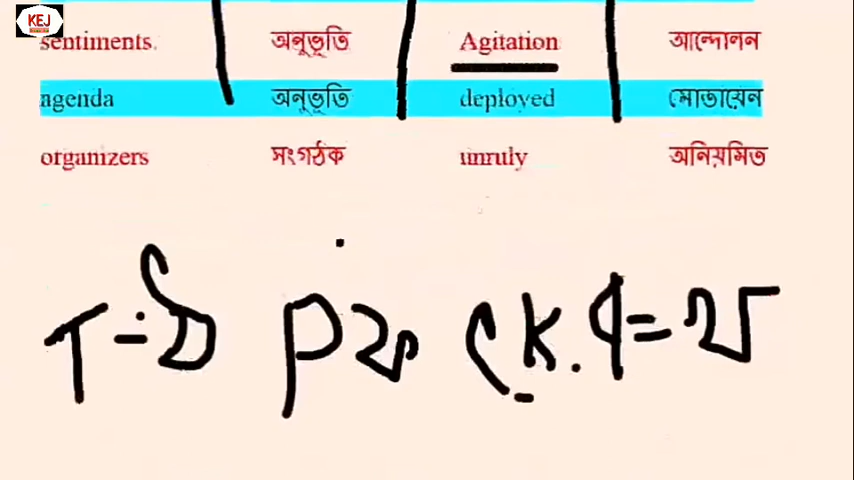 KEJ
sentiments. অনুভূতি Agitation আন্দোলন
agenda অনুভূতি deployed মোতায়েন
organizers সংগঠক unruly অনিয়মিত
T-ঠ P ফ C K. q = খ